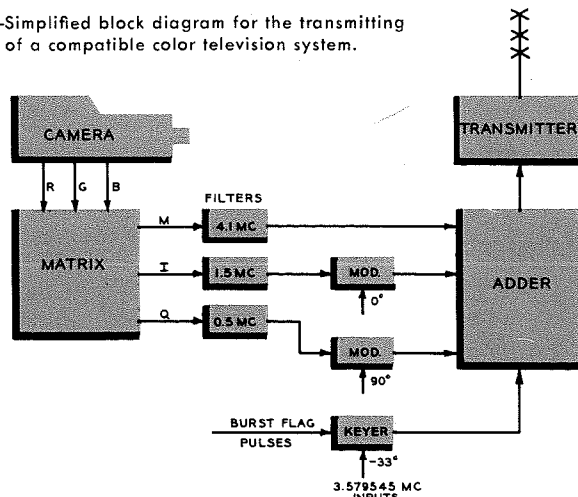 -Simplified block diagram for the transmitting
of a compatible color television system.
CAMERA
TRANSMITTER
R G B
FILTERS
M
4.1 MC
MATRIX
I
1.5 MC
MOD.
0°
ADDER
Q
0.5 MC
MOD.
90°
BURST FLAG
PULSES
KEYER
-33°
3.579545 MC
INPUTS